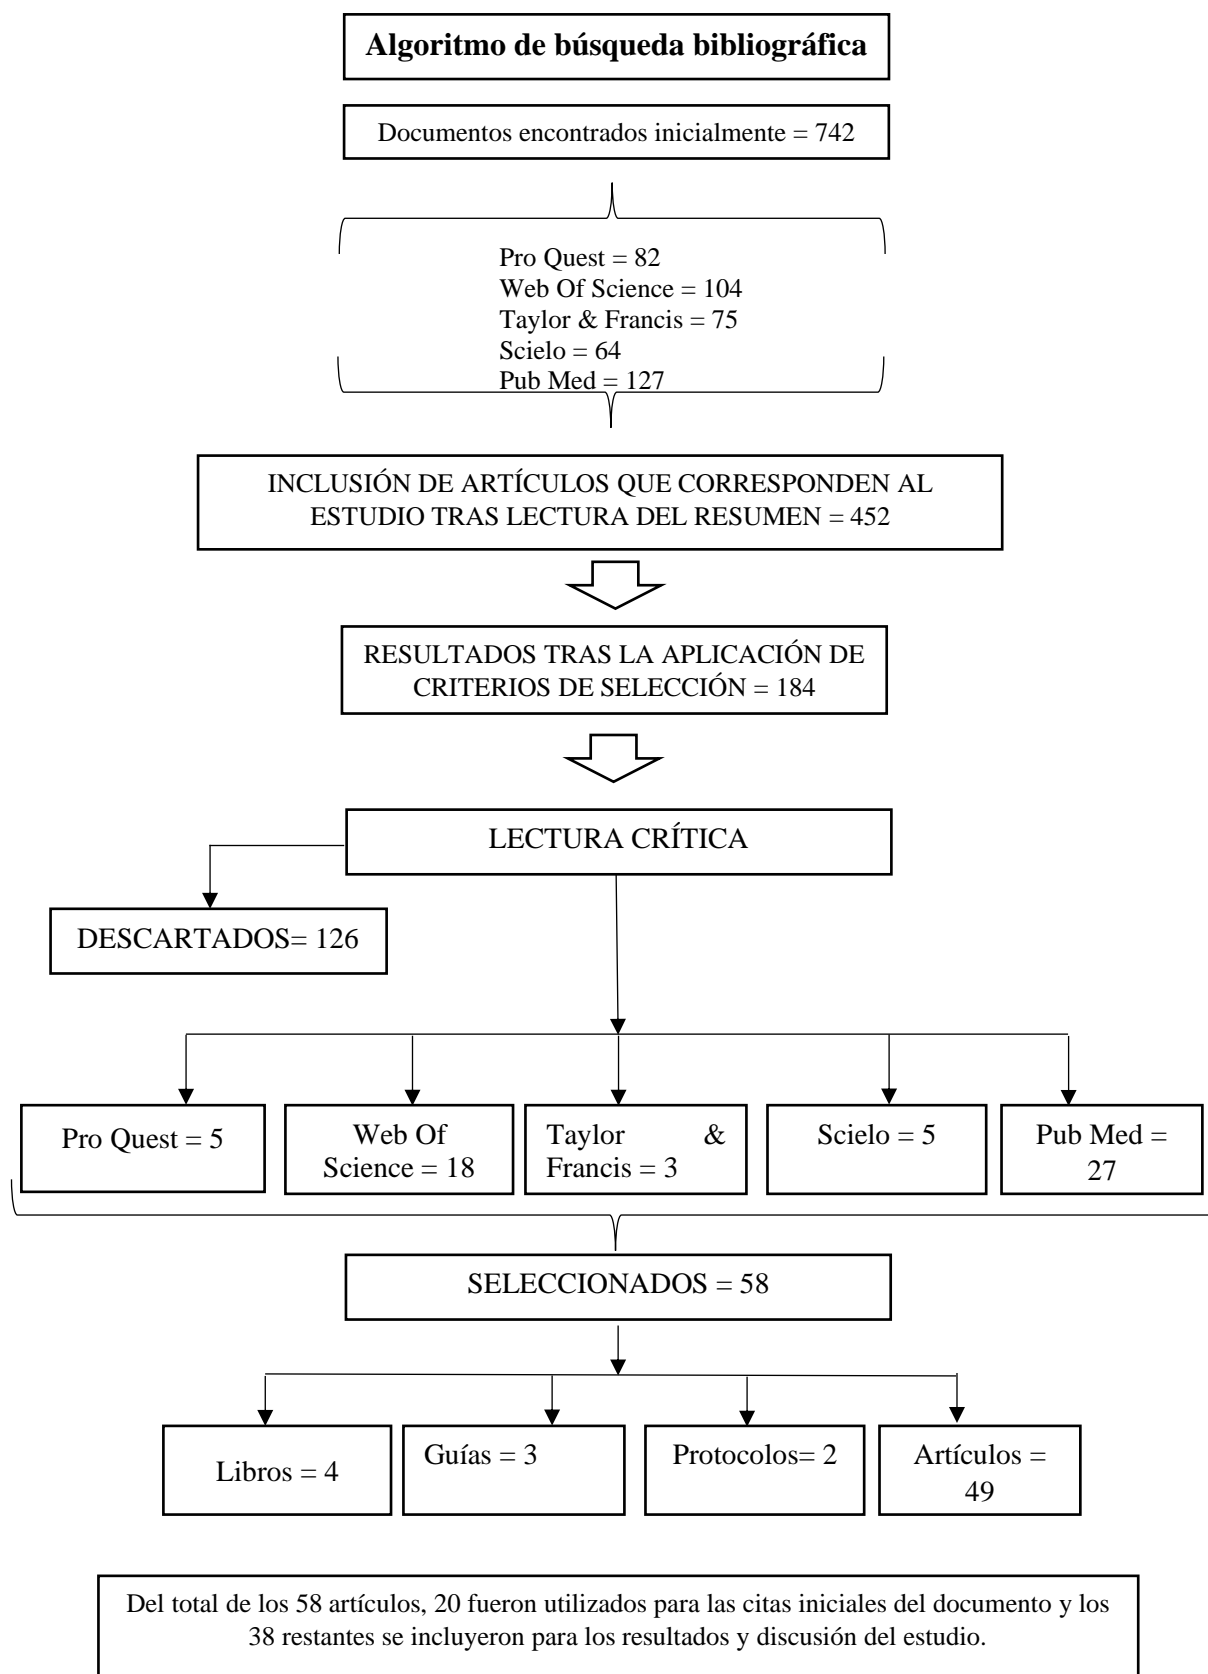 Algoritmo de búsqueda bibliográfica
Documentos encontrados inicialmente = 742
Pro Quest = 82
Web Of Science = 104
Taylor & Francis = 75
Scielo = 64
Pub Med = 127
INCLUSIÓN DE ARTÍCULOS QUE CORRESPONDEN AL
ESTUDIO TRAS LECTURA DEL RESUMEN = 452
RESULTADOS TRAS LA APLICACIÓN DE
CRITERIOS DE SELECCIÓN = 184
LECTURA CRÍTICA
DESCARTADOS= 126
Pro Quest = 5
Web Of
Science = 18
Taylor &
Francis = 3
Scielo = 5
Pub Med =
27
SELECCIONADOS = 58
Libros = 4
Guías = 3
Protocolos= 2
Artículos =
49
Del total de los 58 artículos, 20 fueron utilizados para las citas iniciales del documento y los
38 restantes se incluyeron para los resultados y discusión del estudio.